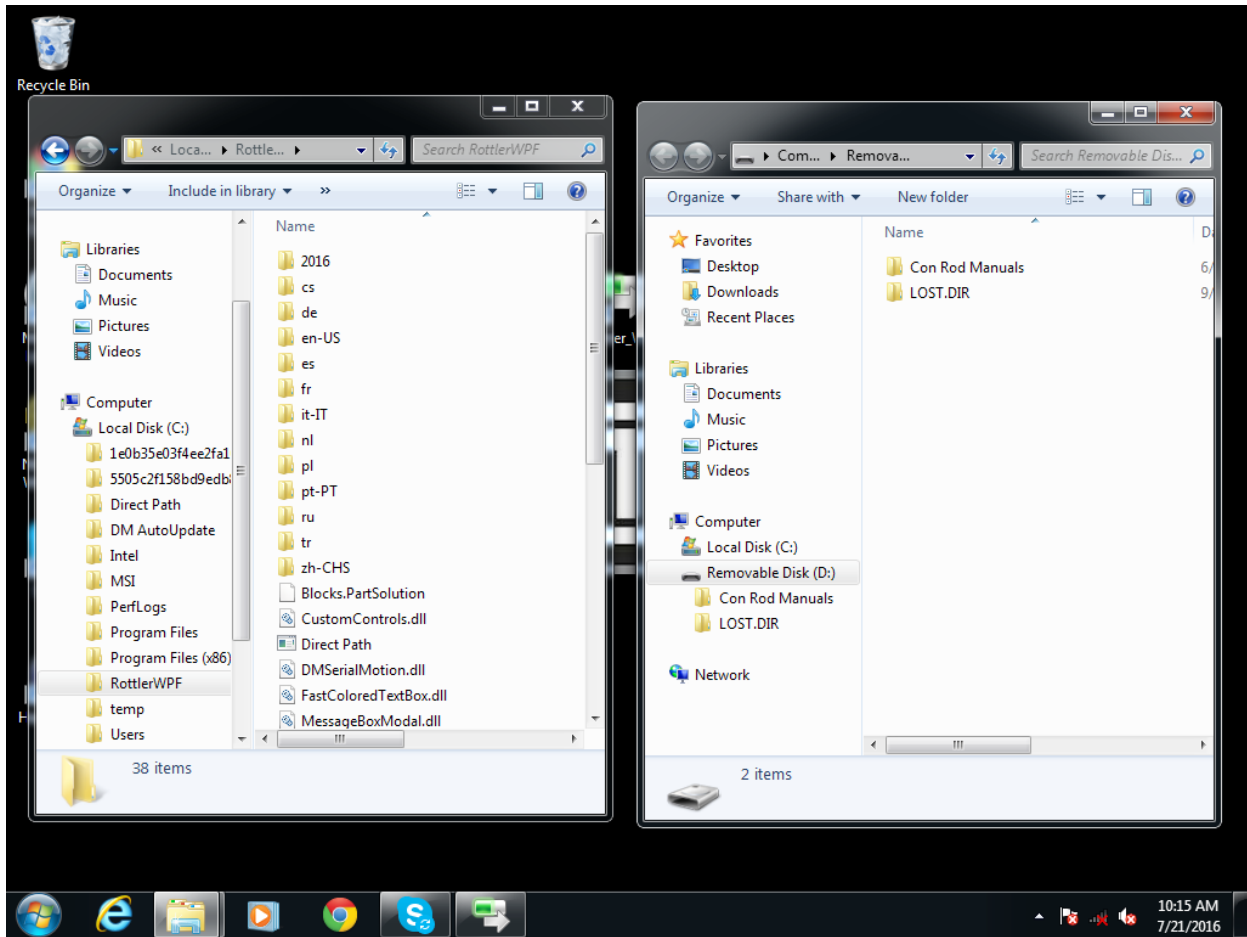 Recycle Bin
« Loca... Rottle...
Search RottlerWPF
Organize
Include in library
»
Libraries
Documents
Music
Pictures
Videos
Computer
Local Disk (C:)
1e0b35e03f4ee2fa1
5505c2f158bd9edb
Direct Path
DM AutoUpdate
Intel
MSI
PerfLogs
Program Files
Program Files (x86)
RottlerWPF
temp
Users
Name
2016
cs
de
en-US
es
fr
it-IT
nl
pl
pt-PT
ru
tr
zh-CHS
Blocks.PartSolution
CustomControls.dll
Direct Path
DMSerialMotion.dll
FastColoredTextBox.dll
MessageBoxModal.dll
38 items
Com... Remova...
Search Removable Dis...
Organize
Share with
New folder
Favorites
Desktop
Downloads
Recent Places
Libraries
Documents
Music
Pictures
Videos
Computer
Local Disk (C:)
Removable Disk (D:)
Con Rod Manuals
LOST.DIR
Network
Name
Con Rod Manuals 6/
LOST.DIR 9/
2 items
10:15 AM
7/21/2016